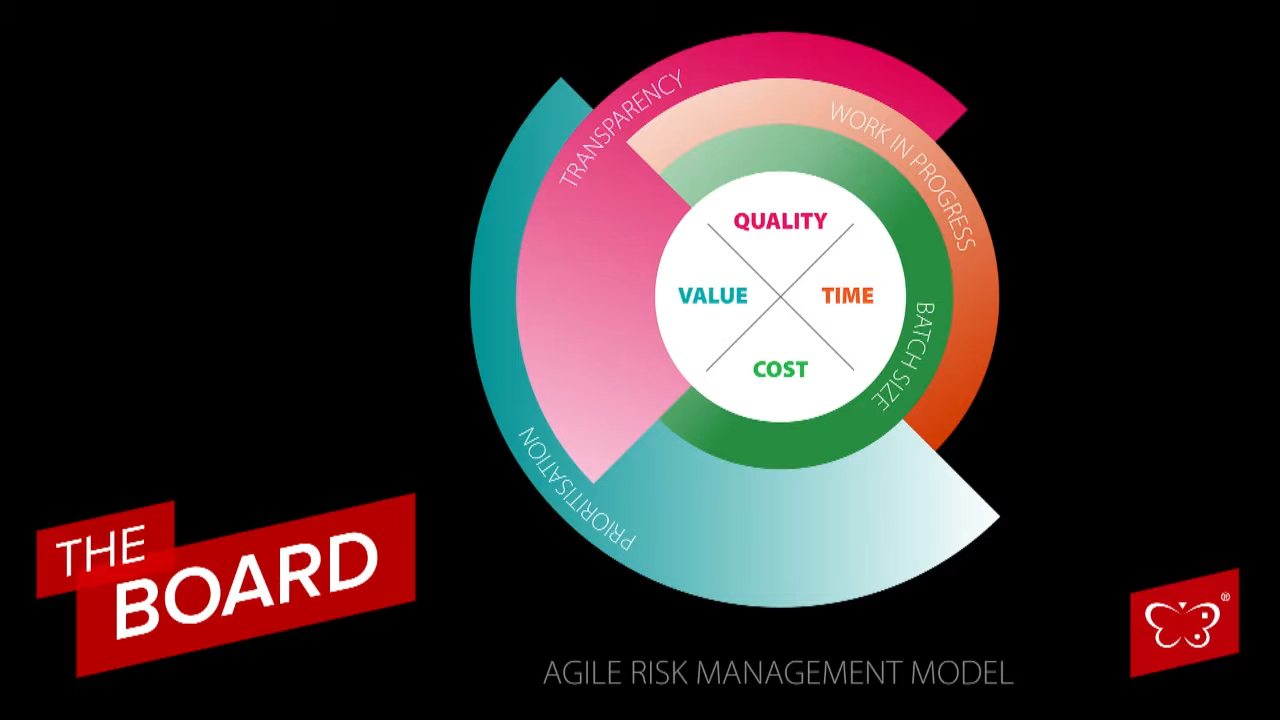 TRANSPARENCY
WORK IN PROGRESS
QUALITY
VALUE
TIME
COST
BATCH SIZE
PRIORITISATION
THE
BOARD
®
AGILE RISK MANAGEMENT MODEL